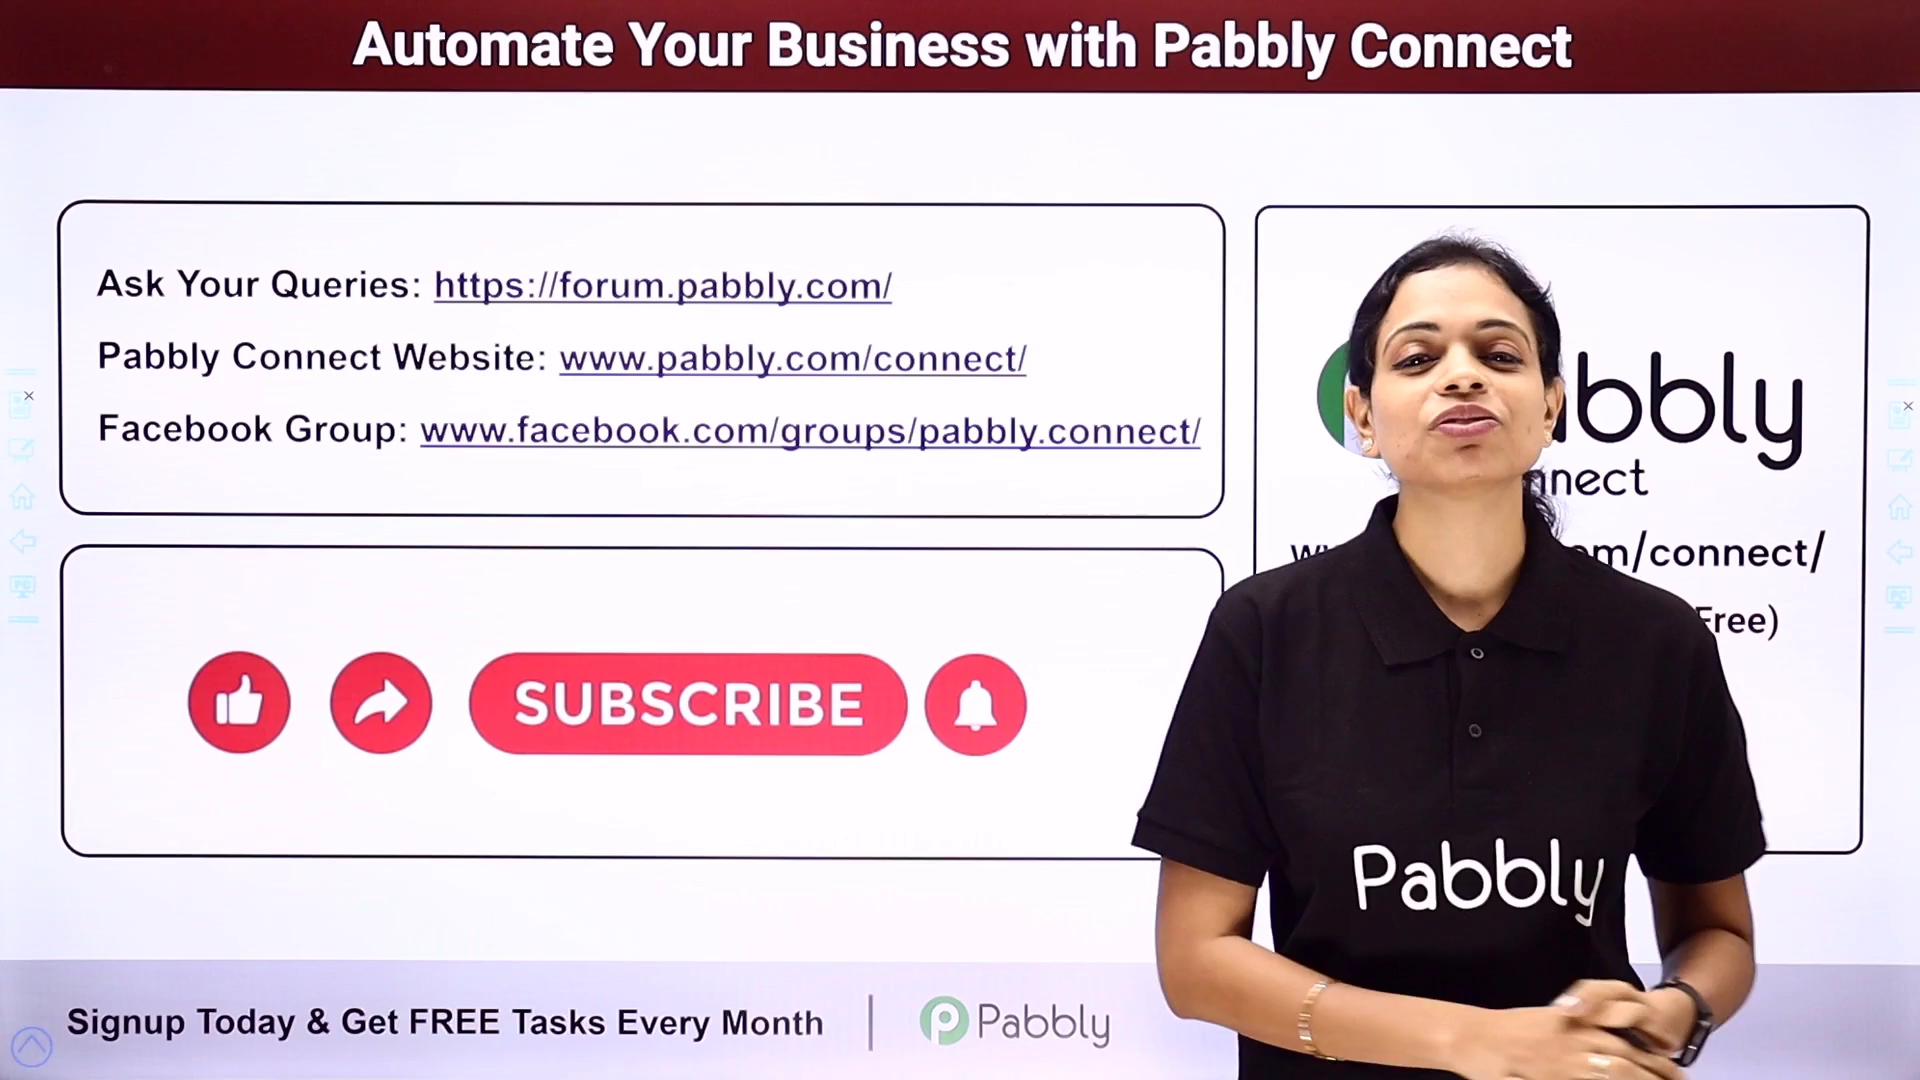 Automate Your Business with Pabbly Connect
Ask Your Queries: https://forum.pabbly.com/
Pabbly Connect Website: www.pabbly.com/connect/
Facebook Group: www.facebook.com/groups/pabbly.connect/
SUBSCRIBE
/connect/
Free)
Pabbly
Signup Today & Get FREE Tasks Every Month
Pabbly